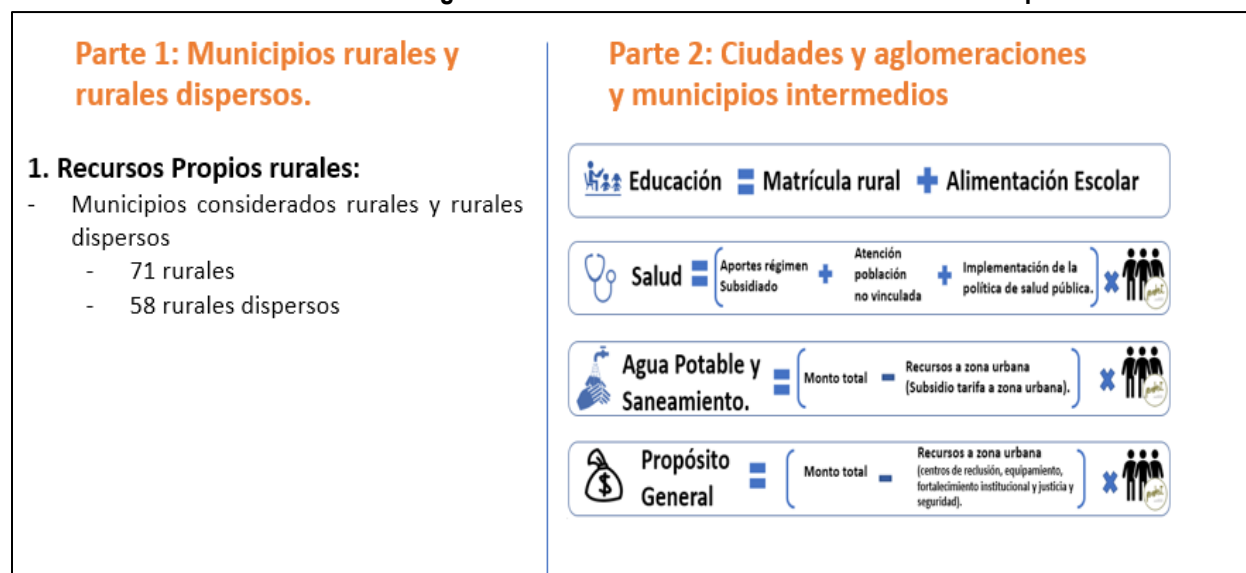 Parte 1: Municipios rurales y
rurales dispersos.
1. Recursos Propios rurales:
- Municipios considerados rurales y rurales
dispersos
- 71 rurales
- 58 rurales dispersos
Parte 2: Ciudades y aglomeraciones
y municipios intermedios
Educación = Matrícula rural + Alimentación Escolar
Salud = ( Aportes régimen
Subsidiado + Atención
población
no vinculada + Implementación de la
política de salud pública. ) ×
Agua Potable y
Saneamiento. = ( Monto total - Recursos a zona urbana
(Subsidio tarifa a zona urbana). ) ×
Propósito
General = ( Monto total - Recursos a zona urbana
(centros de reclusión, equipamiento,
fortalecimiento institucional y justicia y
seguridad). ) ×